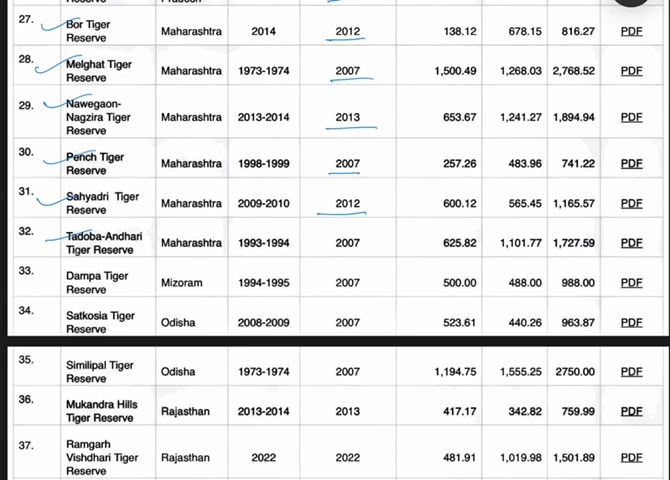 Reserve Pradesh
27. Bor Tiger Reserve Maharashtra 2014 2012 138.12 678.15 816.27 PDF
28. Melghat Tiger Reserve Maharashtra 1973-1974 2007 1,500.49 1,268.03 2,768.52 PDF
29. Nawegaon-Nagzira Tiger Reserve Maharashtra 2013-2014 2013 653.67 1,241.27 1,894.94 PDF
30. Pench Tiger Reserve Maharashtra 1998-1999 2007 257.26 483.96 741.22 PDF
31. Sahyadri Tiger Reserve Maharashtra 2009-2010 2012 600.12 565.45 1,165.57 PDF
32. Tadoba-Andhari Tiger Reserve Maharashtra 1993-1994 2007 625.82 1,101.77 1,727.59 PDF
33. Dampa Tiger Reserve Mizoram 1994-1995 2007 500.00 488.00 988.00 PDF
34. Satkosia Tiger Reserve Odisha 2008-2009 2007 523.61 440.26 963.87 PDF
35. Similipal Tiger Reserve Odisha 1973-1974 2007 1,194.75 1,555.25 2750.00 PDF
36. Mukandra Hills Tiger Reserve Rajasthan 2013-2014 2013 417.17 342.82 759.99 PDF
37. Ramgarh Vishdhari Tiger Reserve Rajasthan 2022 2022 481.91 1,019.98 1,501.89 PDF